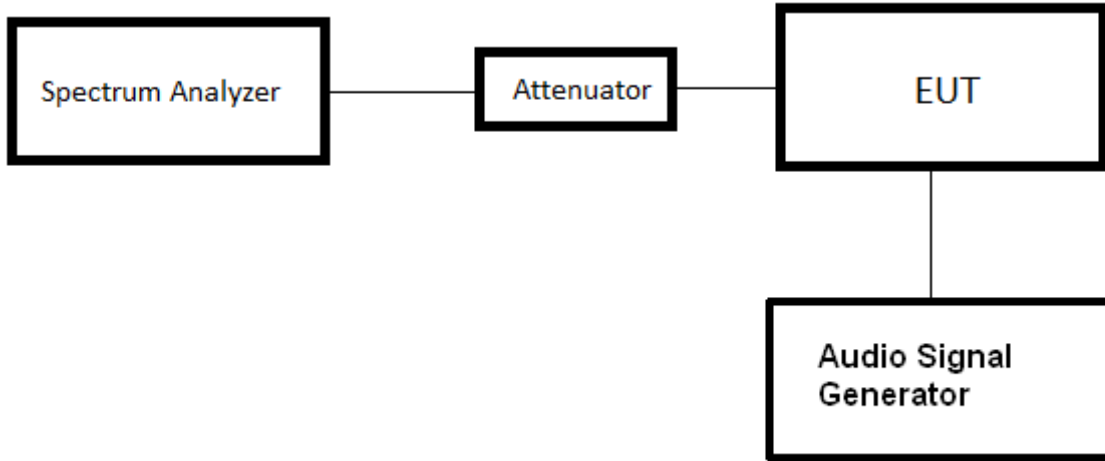 Spectrum Analyzer
Attenuator
EUT
Audio Signal
Generator